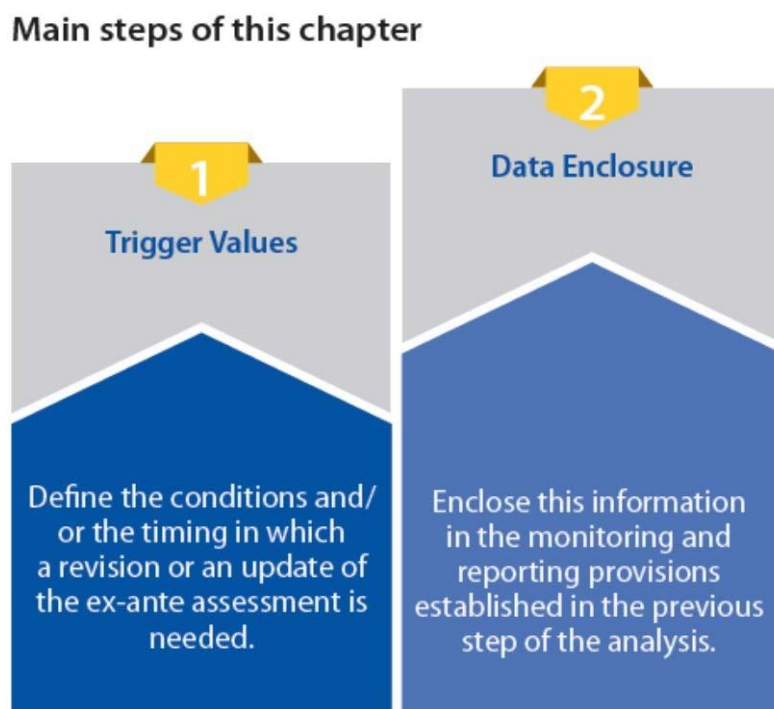 Main steps of this chapter
1
Trigger Values
Define the conditions and/
or the timing in which
a revision or an update of
the ex-ante assessment is
needed.
2
Data Enclosure
Enclose this information
in the monitoring and
reporting provisions
established in the previous
step of the analysis.